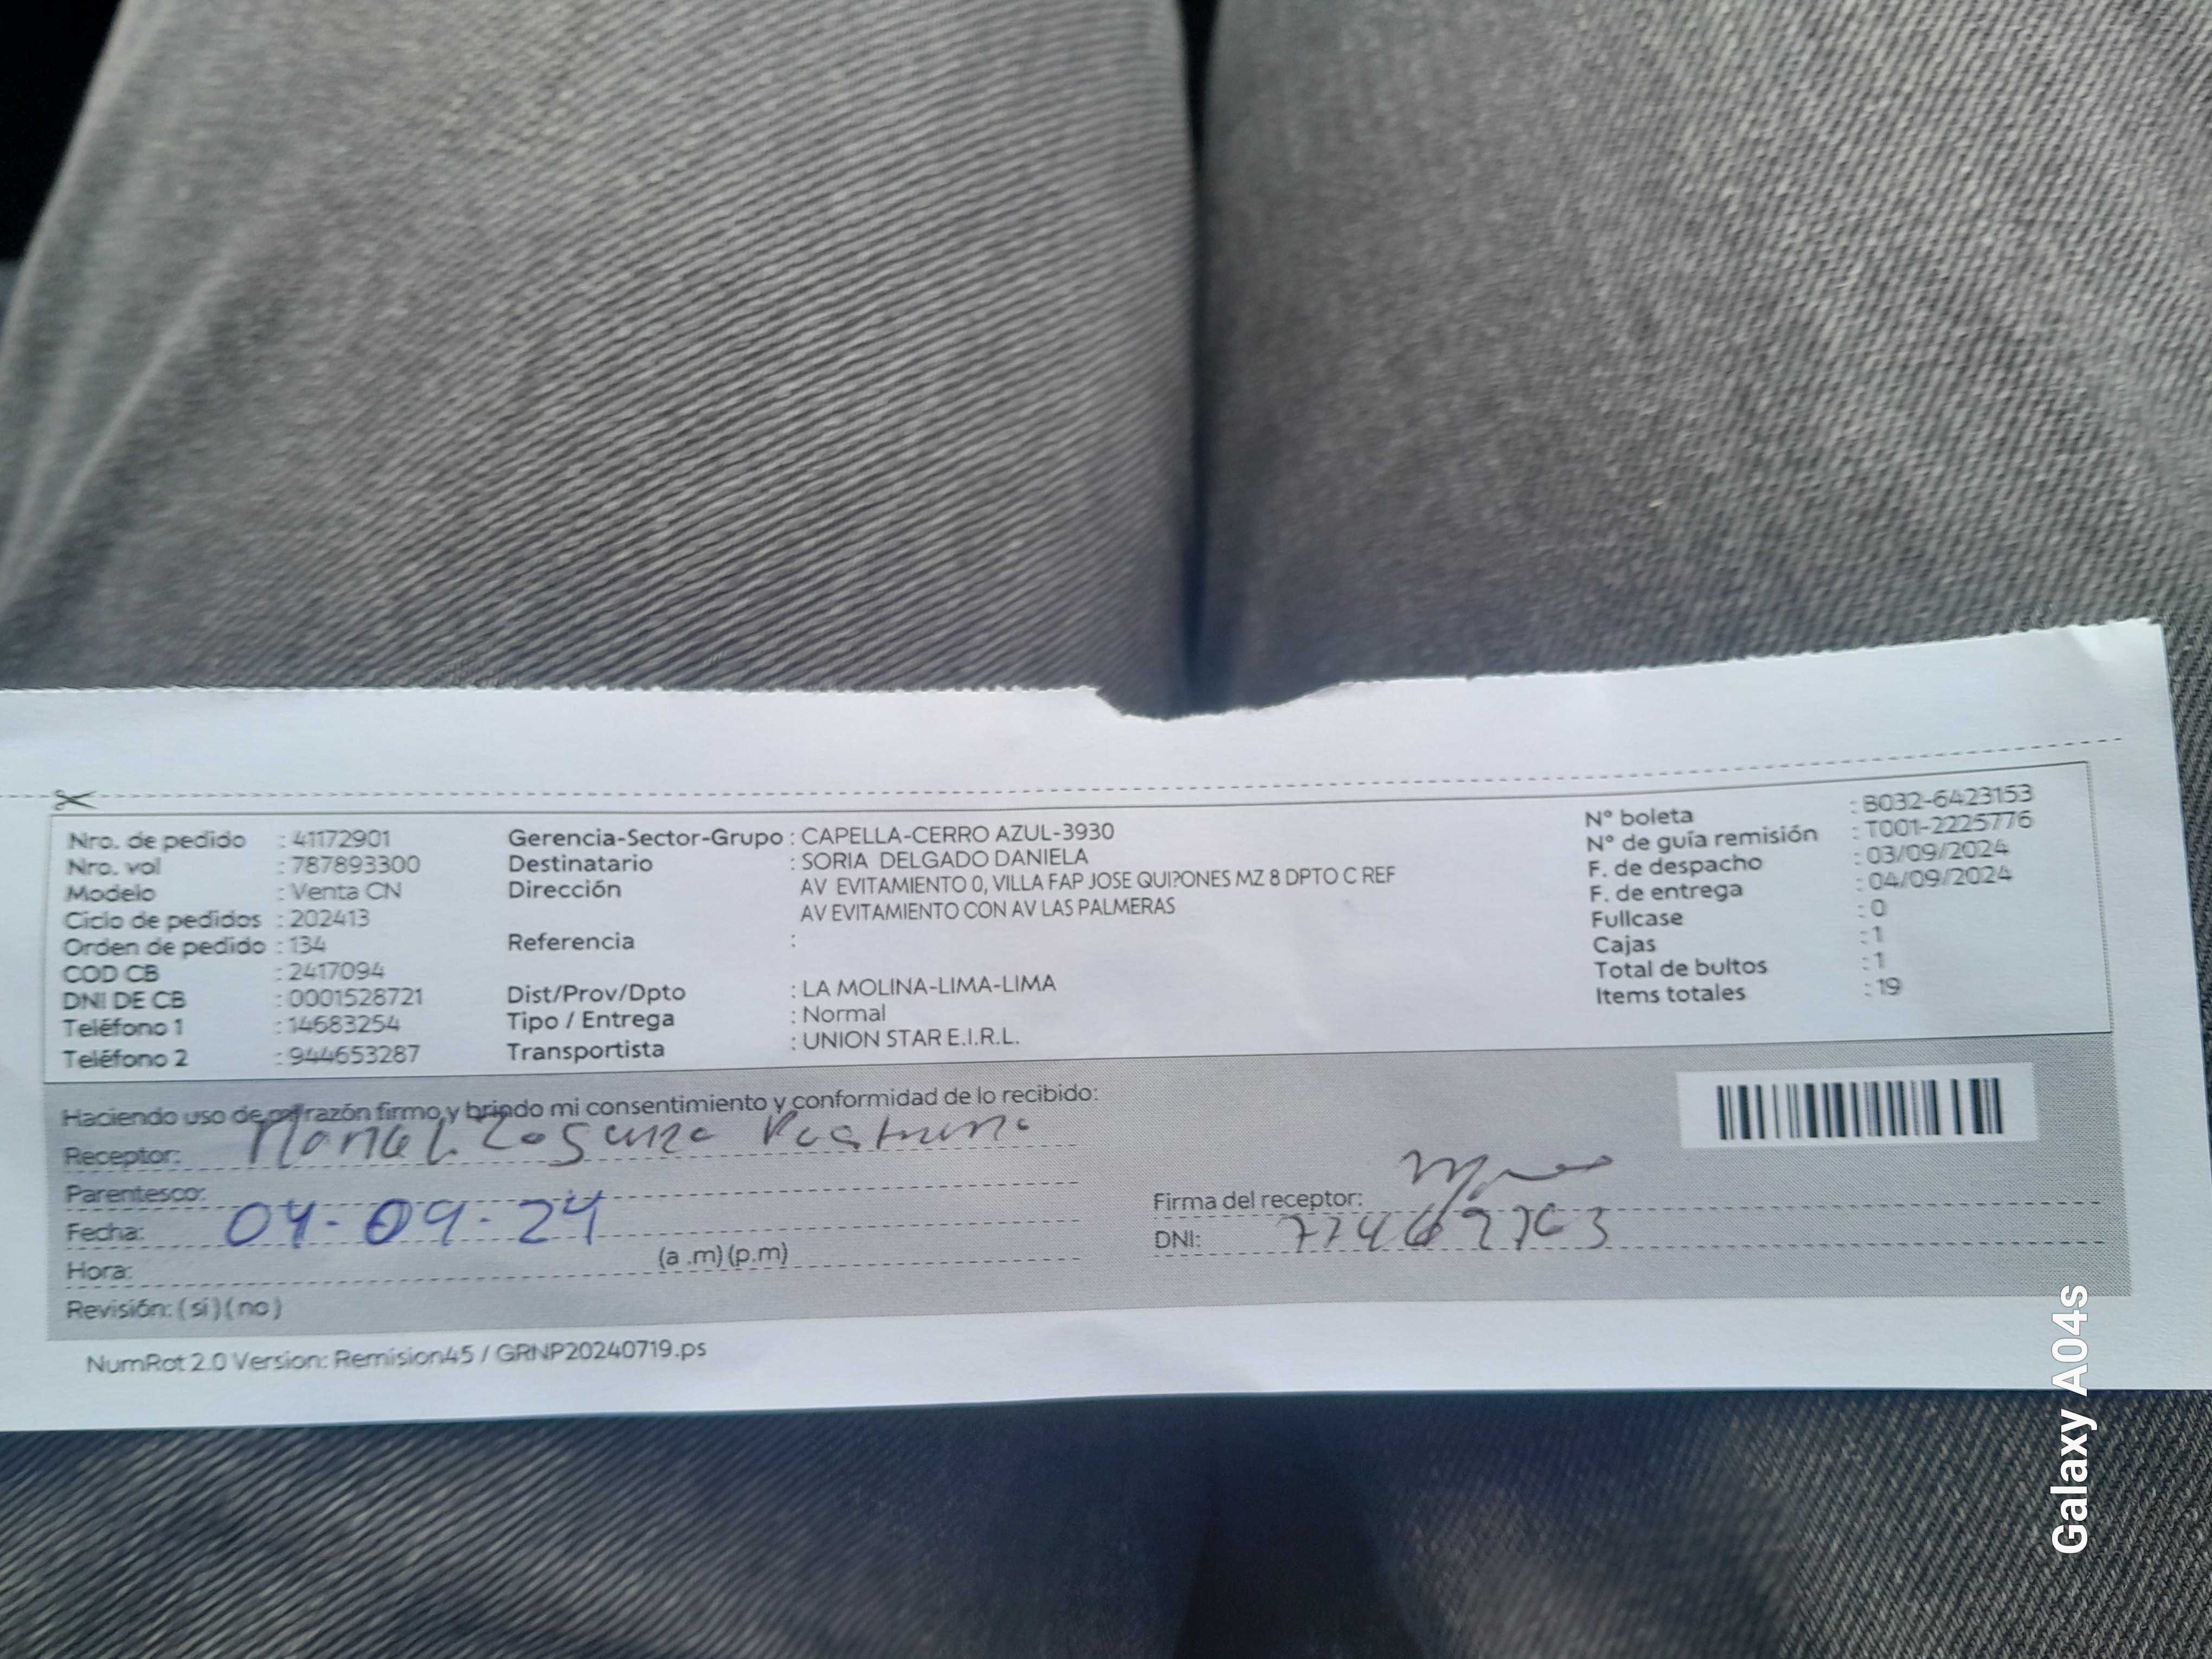 Nro. de pedido : 41172901
Nro. vol : 787893300
Modelo : Venta CN
Ciclo de pedidos : 202413
Orden de pedido : 134
COD CB : 2417094
DNI DE CB : 0001528721
Teléfono 1 : 14683254
Teléfono 2 : 944653287
Gerencia-Sector-Grupo : CAPELLA-CERRO AZUL-3930
Destinatario : SORIA DELGADO DANIELA
Dirección AV EVITAMIENTO 0, VILLA FAP JOSE QUI?ONES MZ 8 DPTO C REF
AV EVITAMIENTO CON AV LAS PALMERAS
Referencia :
Dist/Prov/Dpto : LA MOLINA-LIMA-LIMA
Tipo / Entrega : Normal
Transportista : UNION STAR E.I.R.L.
N° boleta : B032-6423153
N° de guía remisión : T001-2225776
F. de despacho : 03/09/2024
F. de entrega : 04/09/2024
Fullcase : 0
Cajas : 1
Total de bultos : 1
Items totales : 19
Haciendo uso de mi razón firmo y brindo mi consentimiento y conformidad de lo recibido:
Receptor:
Parentesco:
Fecha: 04-09-24
Hora: (a .m) (p.m)
Revisión: ( si ) ( no )
Firma del receptor:
DNI:
NumRot 2.0 Version: Remision45 / GRNP20240719.ps
Galaxy A04s